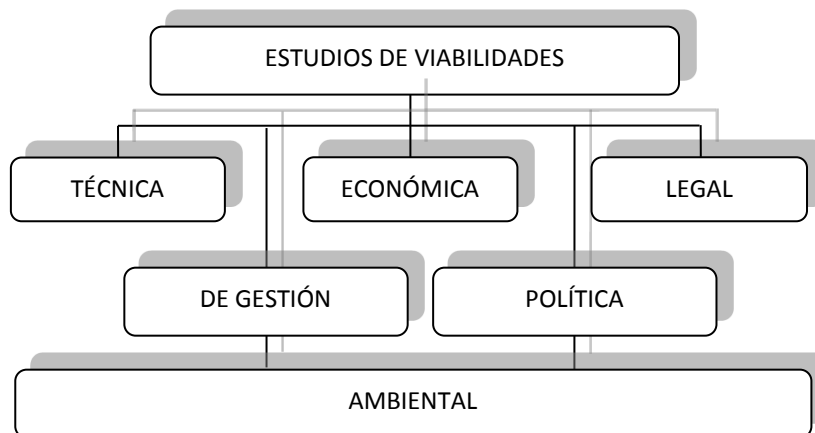 ESTUDIOS DE VIABILIDADES
TÉCNICA
ECONÓMICA
LEGAL
DE GESTIÓN
POLÍTICA
AMBIENTAL